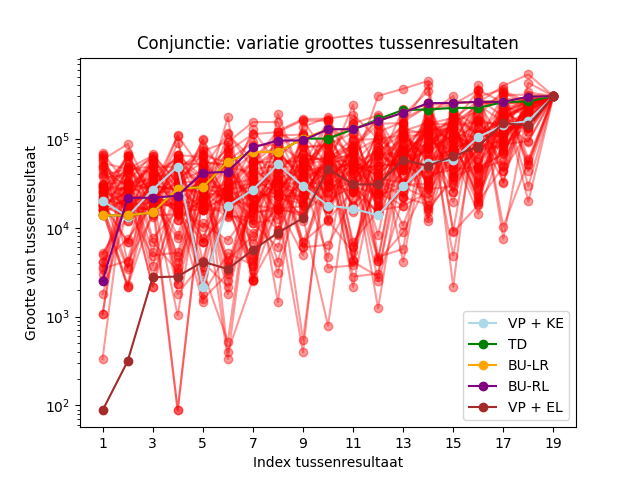 Conjunctie: variatie groottes tussenresultaten
Grootte van tussenresultaat
10^5
10^4
10^3
10^2
VP + KE
TD
BU-LR
BU-RL
VP + EL
1 3 5 7 9 11 13 15 17 19
Index tussenresultaat